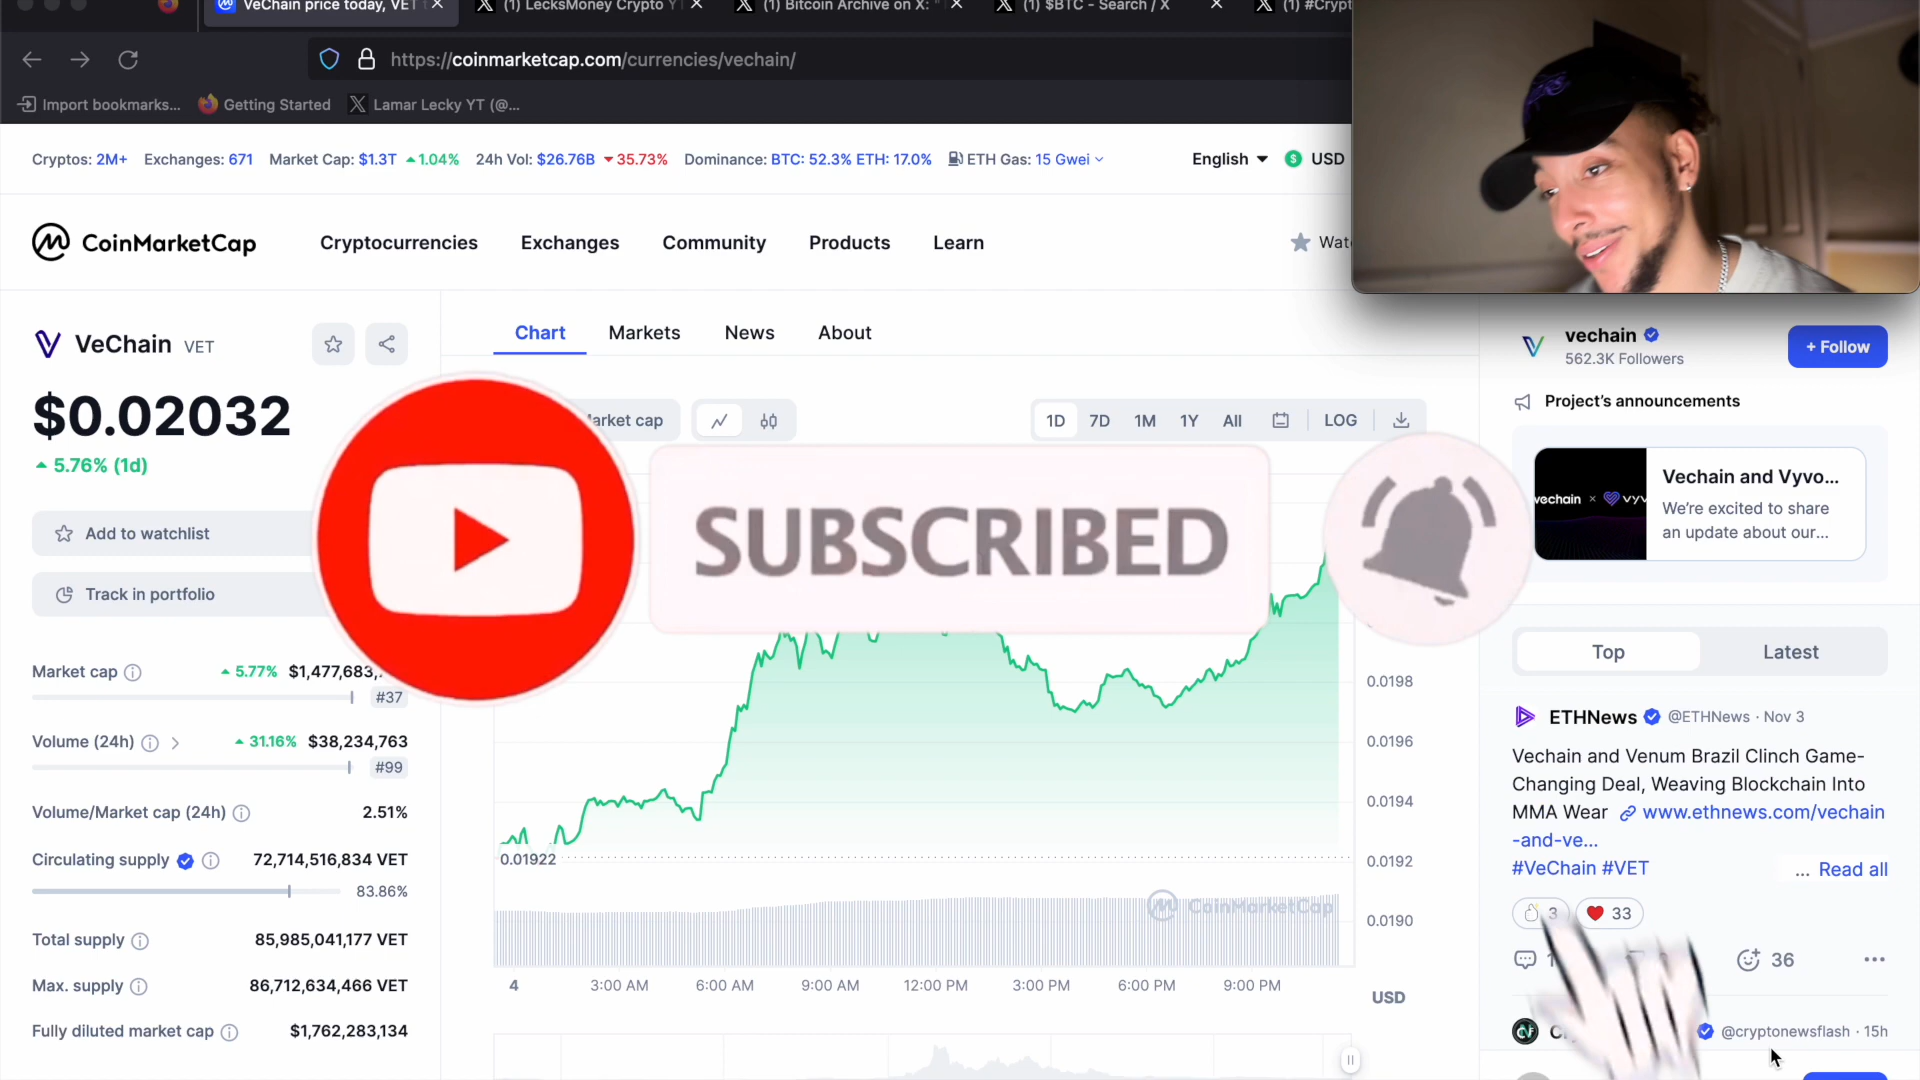 VeChain price today, VET t
(1) LecksMoney Crypto Y
(1) Bitcoin Archive on X: "
(1) $BTC - Search / X
(1) #Crypt
https://coinmarketcap.com/currencies/vechain/
Import bookmarks...
Getting Started
Lamar Lecky YT (@...
Cryptos: 2M+
Exchanges: 671
Market Cap: $1.3T 1.04%
24h Vol: $26.76B 35.73%
Dominance: BTC: 52.3% ETH: 17.0%
ETH Gas: 15 Gwei
English
USD
CoinMarketCap
Cryptocurrencies
Exchanges
Community
Products
Learn
VeChain VET
$0.02032
5.76% (1d)
Add to watchlist
Track in portfolio
Market cap 5.77% $1,477,683,
#37
Volume (24h) 31.16% $38,234,763
#99
Volume/Market cap (24h) 2.51%
Circulating supply 72,714,516,834 VET
83.86%
Total supply 85,985,041,177 VET
Max. supply 86,712,634,466 VET
Fully diluted market cap $1,762,283,134
Chart
Markets
News
About
arket cap
1D 7D 1M 1Y All LOG
SUBSCRIBED
0.0198
0.0196
0.0194
0.0192
0.0190
0.01922
CoinMarketCap
4 3:00 AM 6:00 AM 9:00 AM 12:00 PM 3:00 PM 6:00 PM 9:00 PM
USD
vechain
562.3K Followers
+ Follow
Project's announcements
vechain × vyv
Vechain and Vyvo...
We're excited to share
an update about our...
Top
Latest
ETHNews @ETHNews · Nov 3
Vechain and Venum Brazil Clinch Game-
Changing Deal, Weaving Blockchain Into
MMA Wear www.ethnews.com/vechain
-and-ve...
#VeChain #VET
... Read all
3
33
36
@cryptonewsflash · 15h